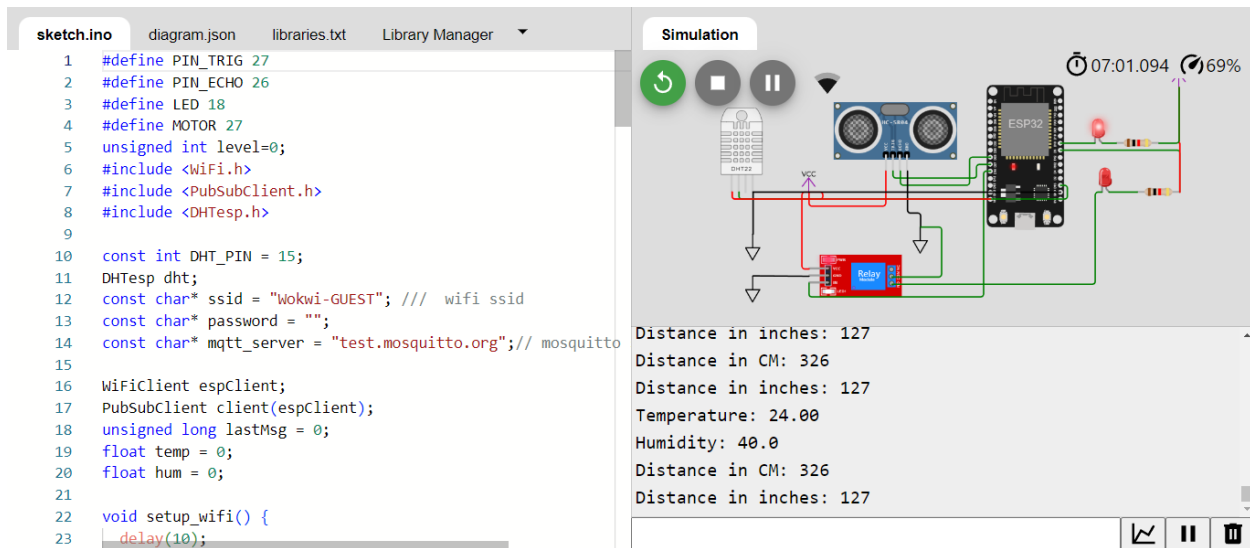 sketch.ino diagram.json libraries.txt Library Manager
1 #define PIN_TRIG 27
2 #define PIN_ECHO 26
3 #define LED 18
4 #define MOTOR 27
5 unsigned int level=0;
6 #include <WiFi.h>
7 #include <PubSubClient.h>
8 #include <DHTesp.h>
9
10 const int DHT_PIN = 15;
11 DHTesp dht;
12 const char* ssid = "Wokwi-GUEST"; ///  wifi ssid
13 const char* password = "";
14 const char* mqtt_server = "test.mosquitto.org";// mosquitto
15
16 WiFiClient espClient;
17 PubSubClient client(espClient);
18 unsigned long lastMsg = 0;
19 float temp = 0;
20 float hum = 0;
21
22 void setup_wifi() {
23   delay(10);
Simulation
07:01.094 69%
HC-SR04
ESP32
DHT22
VCC
Relay
Distance in inches: 127
Distance in CM: 326
Distance in inches: 127
Temperature: 24.00
Humidity: 40.0
Distance in CM: 326
Distance in inches: 127